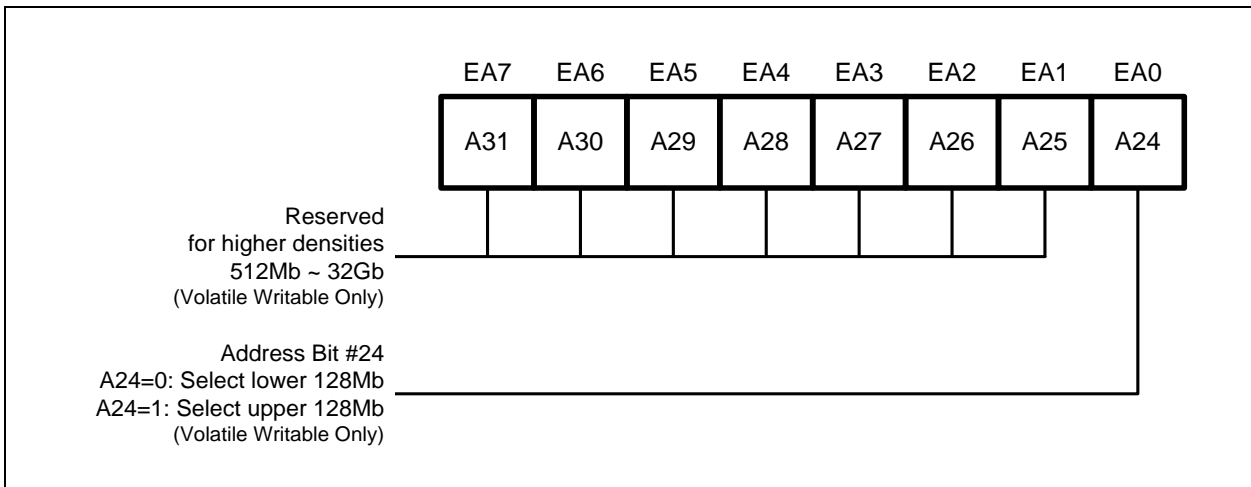 EA7 EA6 EA5 EA4 EA3 EA2 EA1 EA0
A31 A30 A29 A28 A27 A26 A25 A24
Reserved
for higher densities
512Mb ~ 32Gb
(Volatile Writable Only)
Address Bit #24
A24=0: Select lower 128Mb
A24=1: Select upper 128Mb
(Volatile Writable Only)